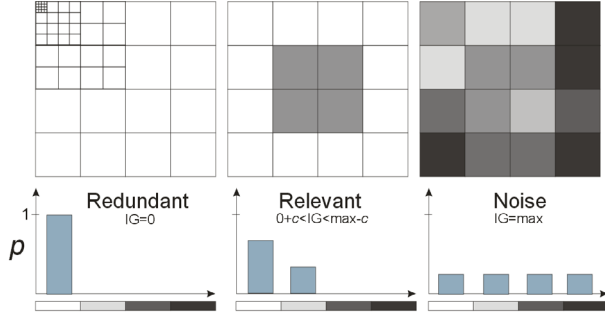 Redundant
IG=0
Relevant
0+c<IG<max-c
Noise
IG=max
1
p